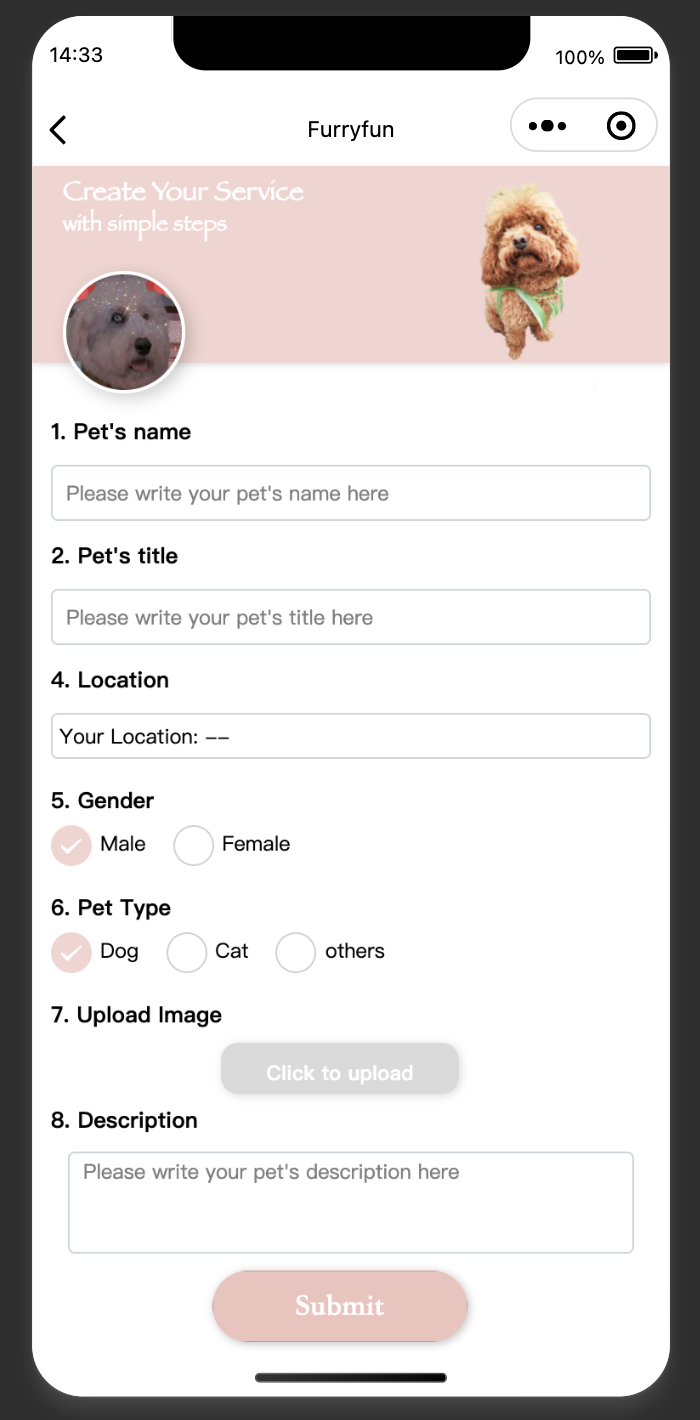 14:33
100%
Furryfun
Create Your Service
with simple steps
1. Pet's name
Please write your pet's name here
2. Pet's title
Please write your pet's title here
4. Location
Your Location: --
5. Gender
Male Female
6. Pet Type
Dog Cat others
7. Upload Image
Click to upload
8. Description
Please write your pet's description here
Submit